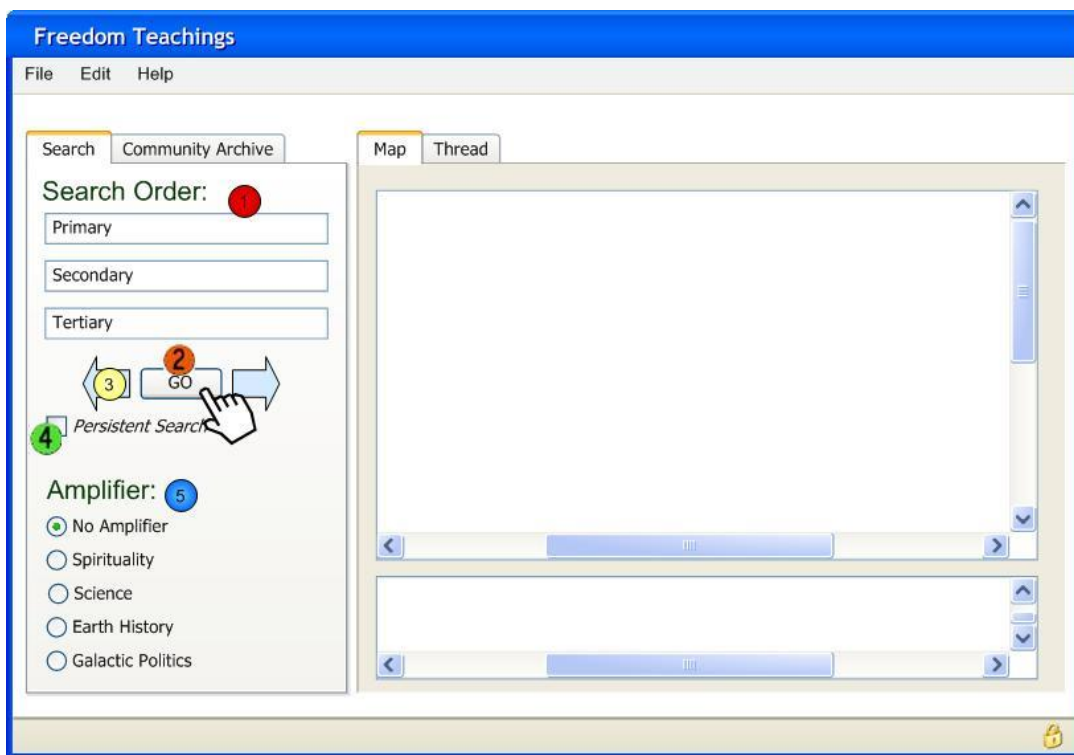 Freedom Teachings
File Edit Help
Search Community Archive
Map Thread
Search Order: 1
Primary
Secondary
Tertiary
2
3 GO
4 Persistent Search
Amplifier: 5
No Amplifier
Spirituality
Science
Earth History
Galactic Politics